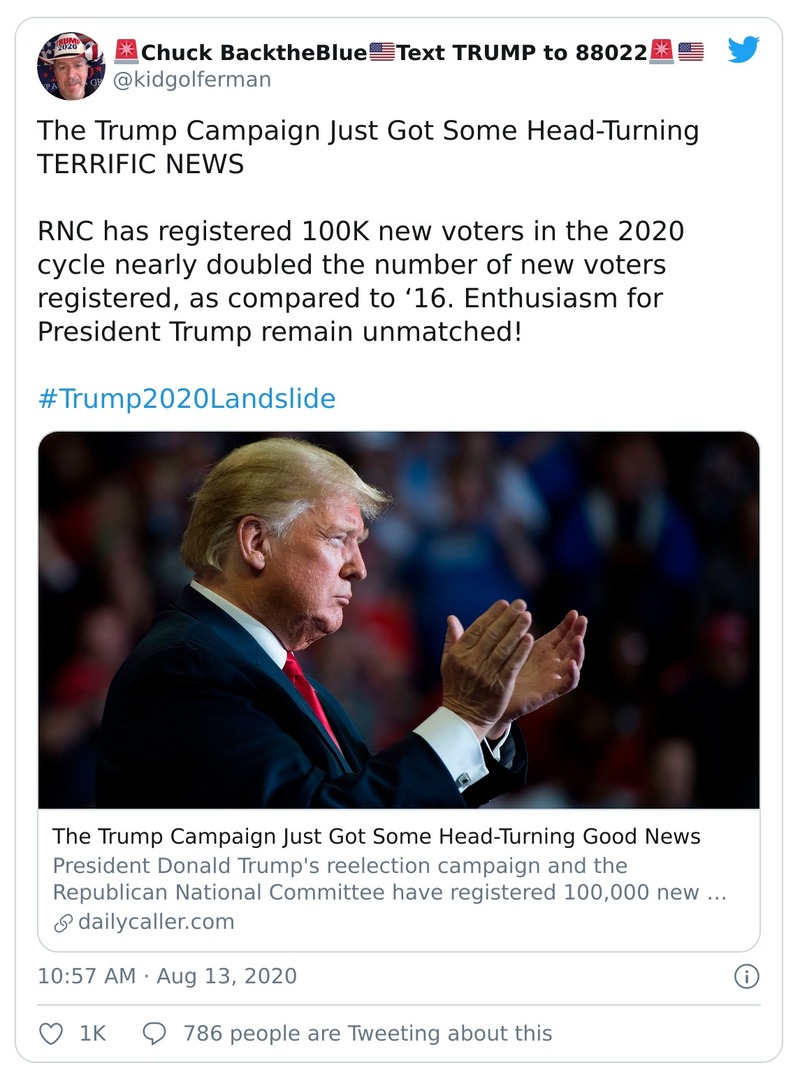 🚨Chuck BacktheBlue🇺🇸Text TRUMP to 88022🚨🇺🇸
@kidgolferman
The Trump Campaign Just Got Some Head-Turning
TERRIFIC NEWS
RNC has registered 100K new voters in the 2020
cycle nearly doubled the number of new voters
registered, as compared to ‘16. Enthusiasm for
President Trump remain unmatched!
#Trump2020Landslide
The Trump Campaign Just Got Some Head-Turning Good News
President Donald Trump's reelection campaign and the
Republican National Committee have registered 100,000 new ...
dailycaller.com
10:57 AM · Aug 13, 2020
1K
786 people are Tweeting about this